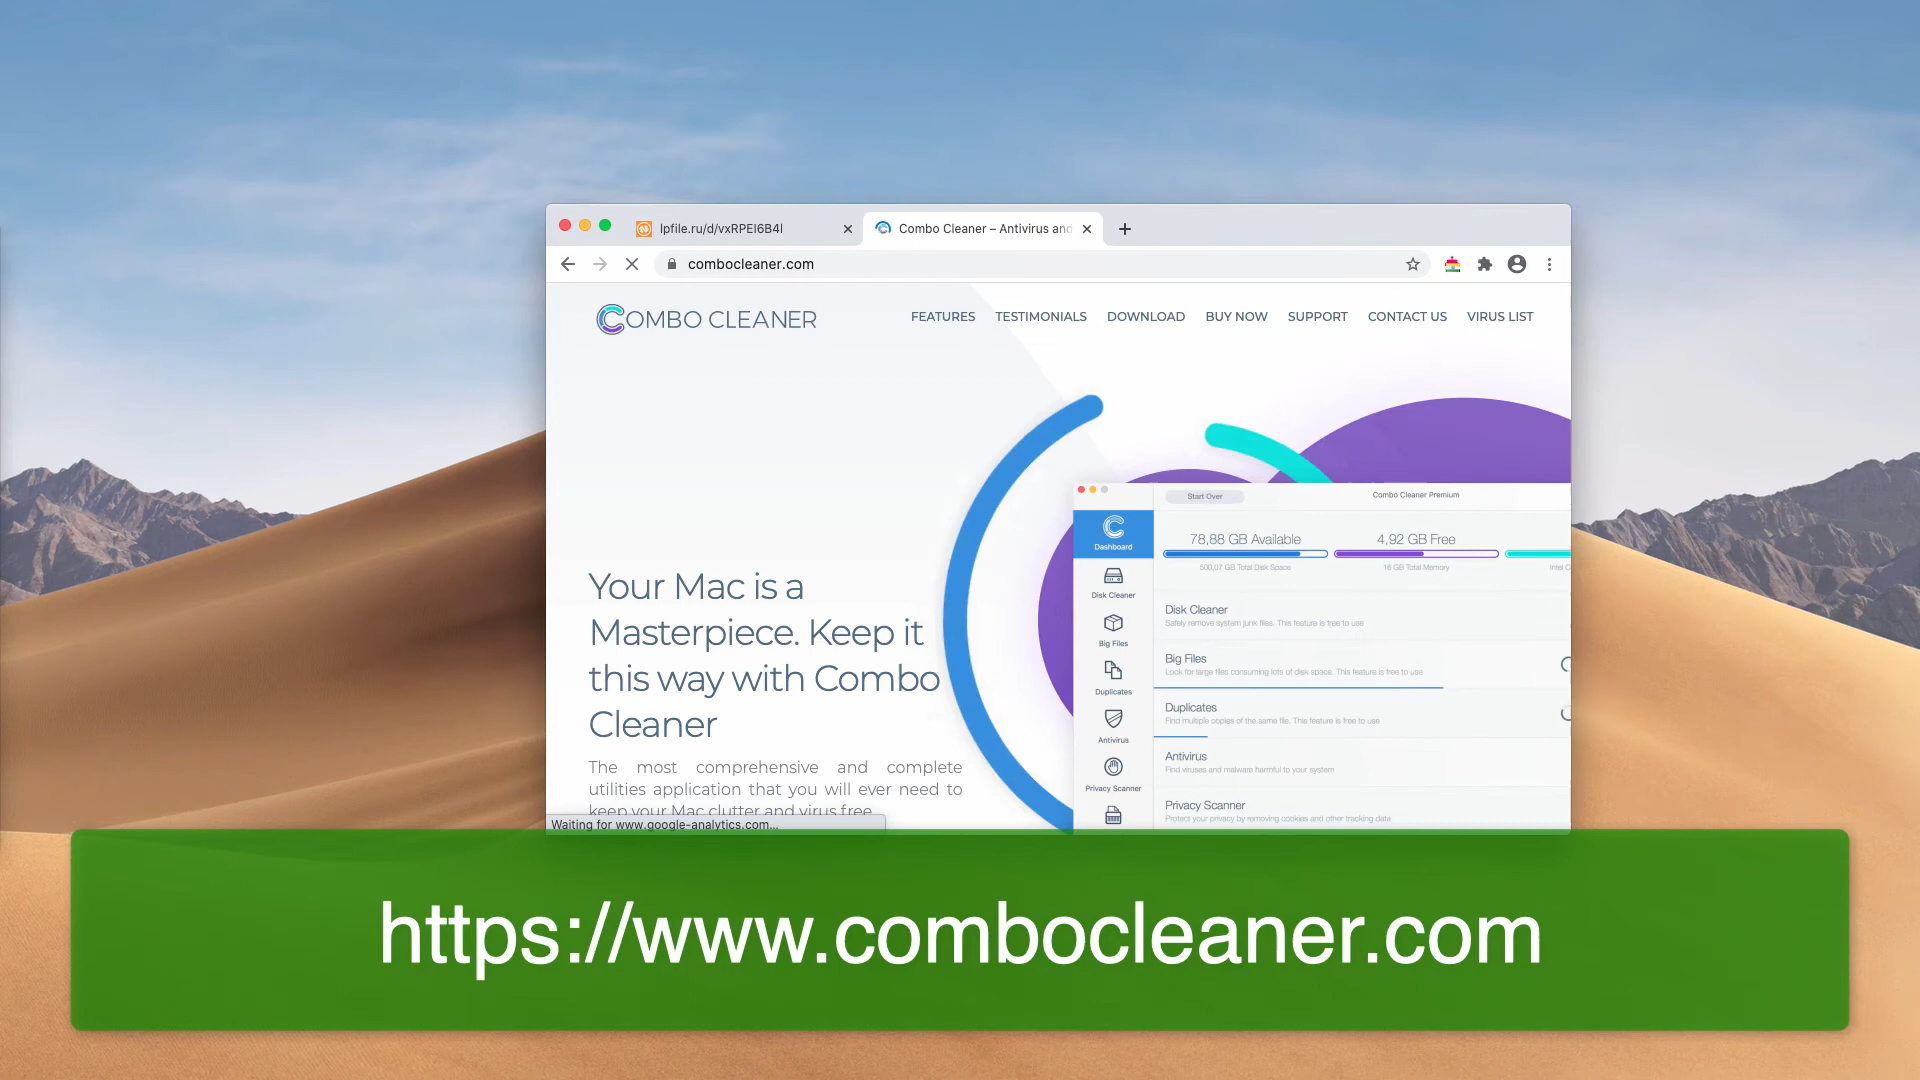 lpfile.ru/d/vxRPEI6B4I
Combo Cleaner – Antivirus and
combocleaner.com
COMBO CLEANER
FEATURES TESTIMONIALS DOWNLOAD BUY NOW SUPPORT CONTACT US VIRUS LIST
Your Mac is a
Masterpiece. Keep it
this way with Combo
Cleaner
The most comprehensive and complete
utilities application that you will ever need to
keep your Mac clutter and virus free.
Waiting for www.google-analytics.com...
Start Over
Combo Cleaner Premium
Dashboard
Disk Cleaner
Big Files
Duplicates
Antivirus
Privacy Scanner
78,88 GB Available
4,92 GB Free
500,07 GB Total Disk Space
16 GB Total Memory
Intel C
Disk Cleaner
Safely remove system junk files. This feature is free to use
Big Files
Look for large files consuming lots of disk space. This feature is free to use
Duplicates
Find multiple copies of the same file. This feature is free to use
Antivirus
Find viruses and malware harmful to your system
Privacy Scanner
Protect your privacy by removing cookies and other tracking data
https://www.combocleaner.com